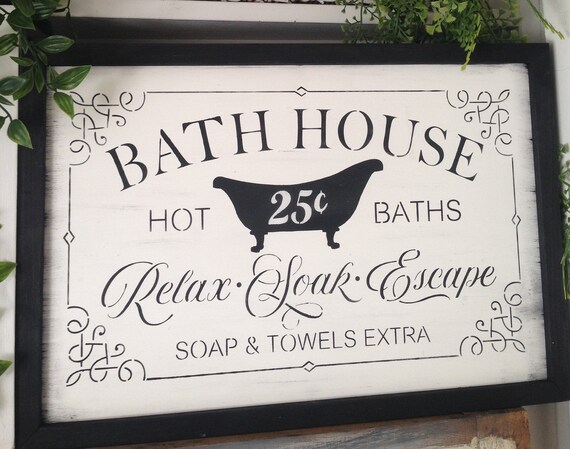 BATH HOUSE
HOT 25¢ BATHS
Relax · Soak · Escape
SOAP & TOWELS EXTRA